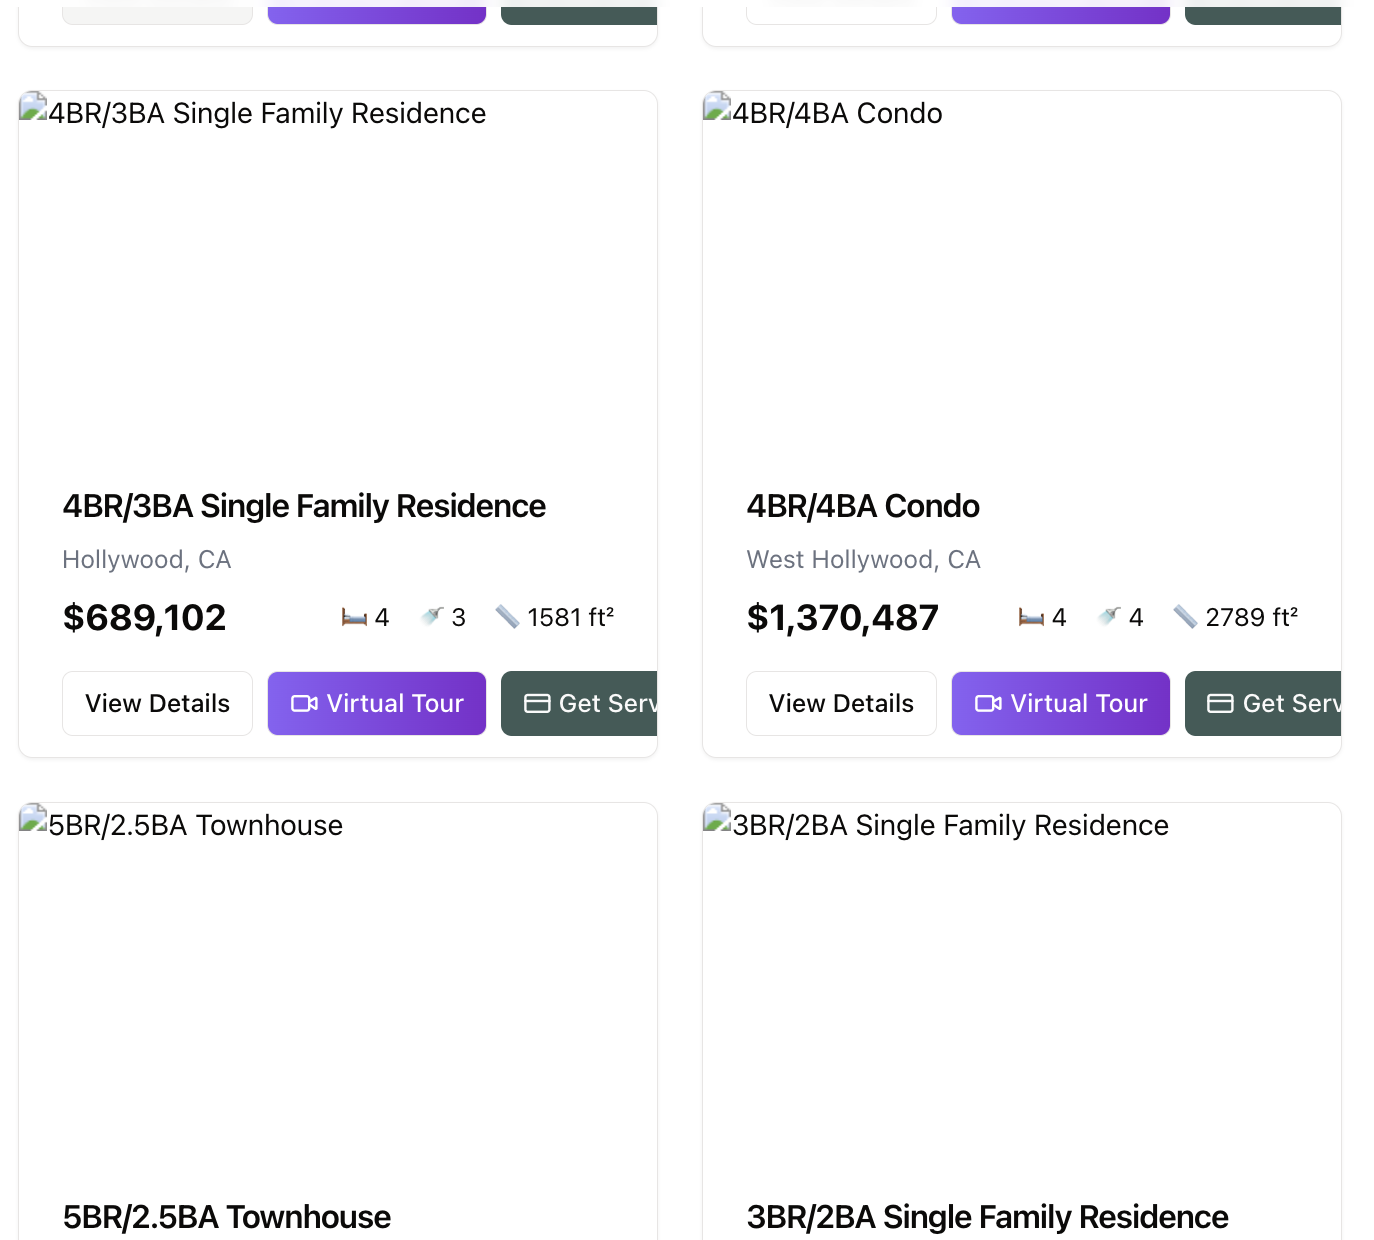 4BR/3BA Single Family Residence
4BR/3BA Single Family Residence
Hollywood, CA
$689,102 4 3 1581 ft²
View Details Virtual Tour Get Serv
4BR/4BA Condo
4BR/4BA Condo
West Hollywood, CA
$1,370,487 4 4 2789 ft²
View Details Virtual Tour Get Serv
5BR/2.5BA Townhouse
5BR/2.5BA Townhouse
3BR/2BA Single Family Residence
3BR/2BA Single Family Residence